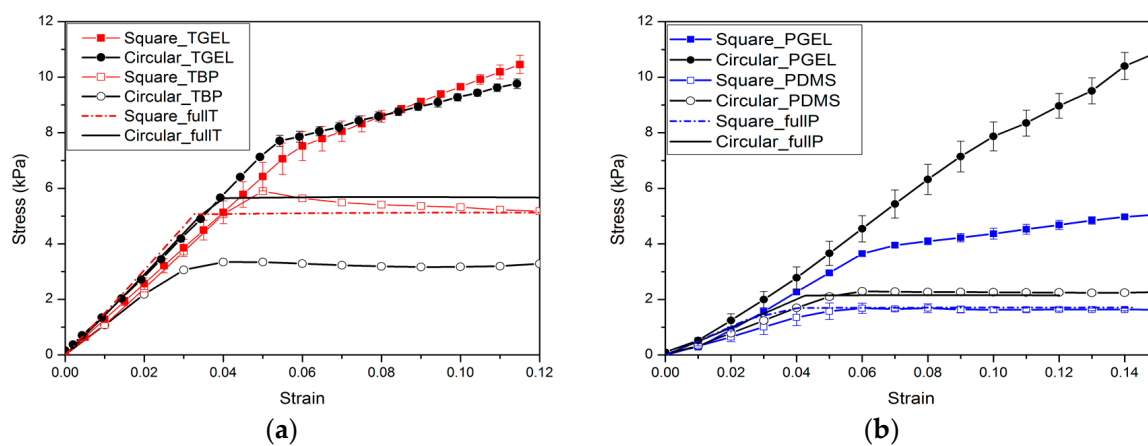 12
10
8
6
4
2
0
Stress (kPa)
Square_TGEL
Circular_TGEL
Square_TBP
Circular_TBP
Square_fullT
Circular_fullT
0.00 0.02 0.04 0.06 0.08 0.10 0.12
Strain
(a)
12
10
8
6
4
2
0
Stress (kPa)
Square_PGEL
Circular_PGEL
Square_PDMS
Circular_PDMS
Square_fullP
Circular_fullP
0.00 0.02 0.04 0.06 0.08 0.10 0.12 0.14
Strain
(b)